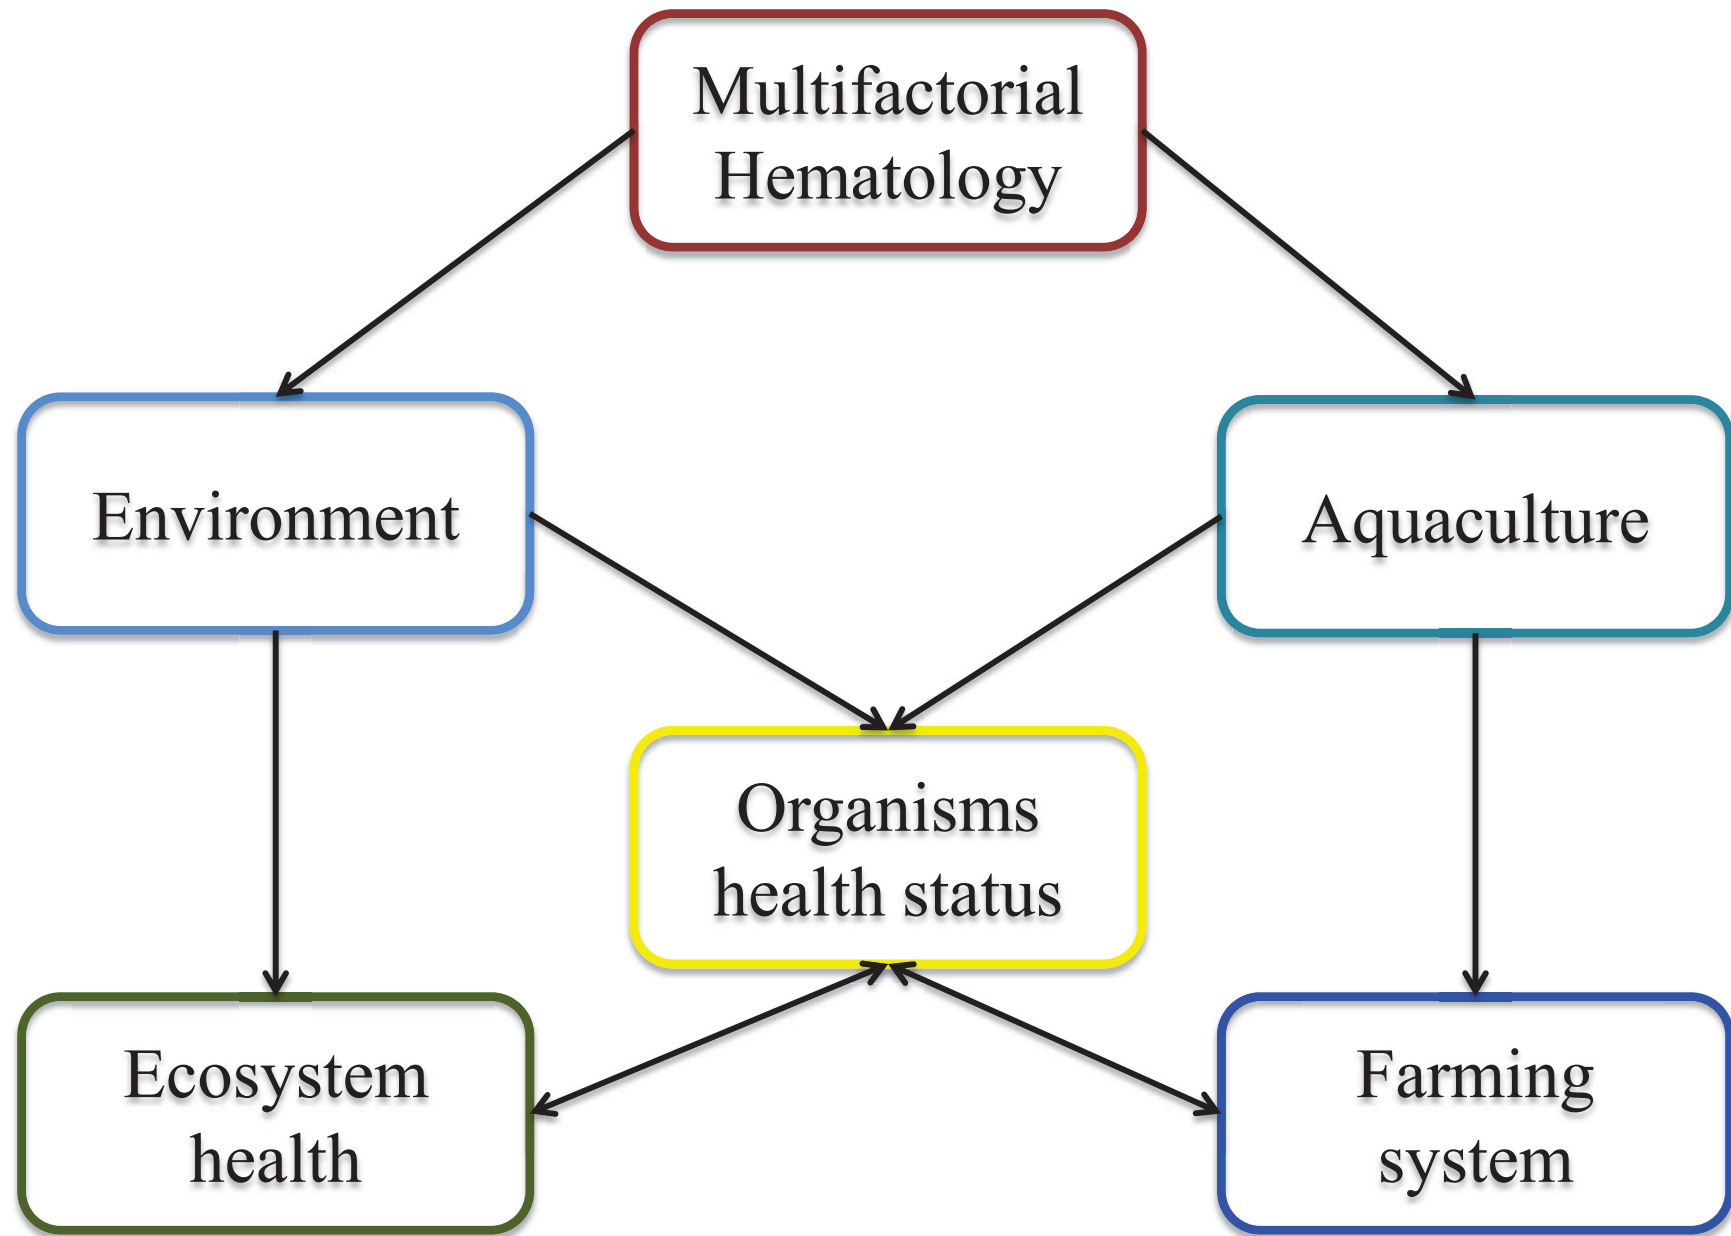 Multifactorial
Hematology
Environment
Aquaculture
Organisms
health status
Ecosystem
health
Farming
system